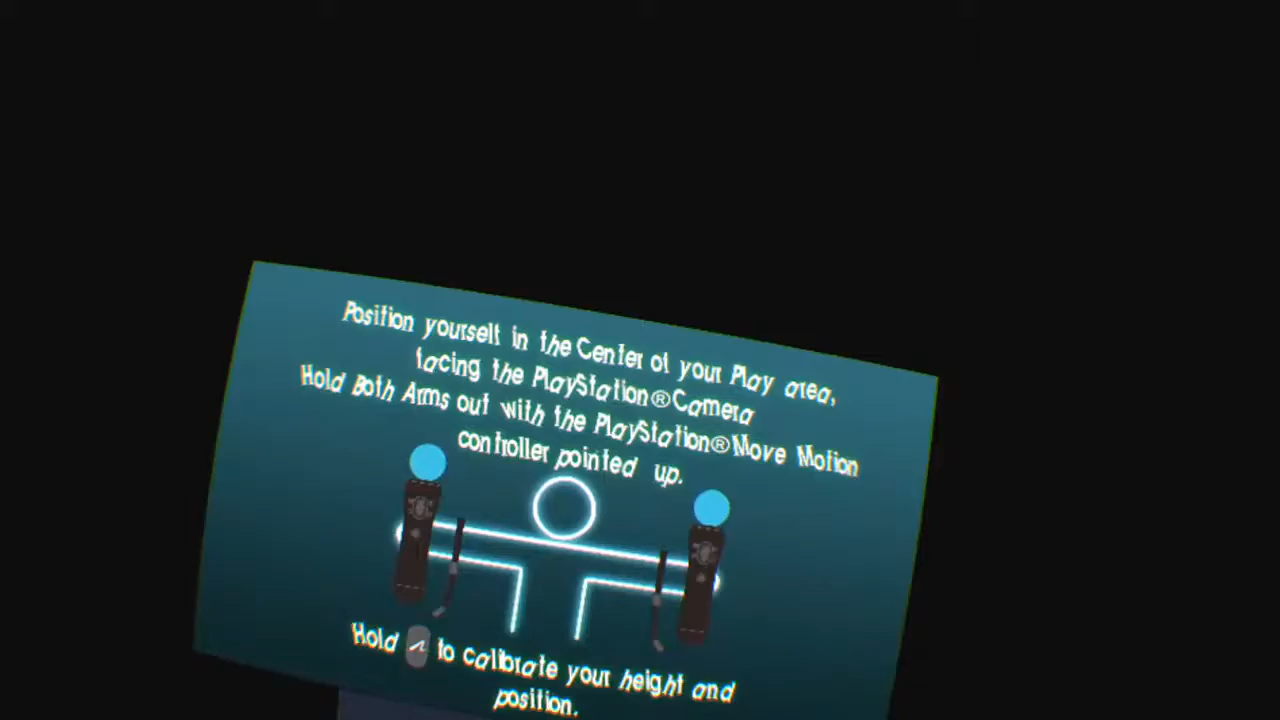 Position yourself in the Center of your Play area,
facing the PlayStation®Camera
Hold Both Arms out with the PlayStation®Move Motion
controller pointed up.
Hold to calibrate your height and
position.